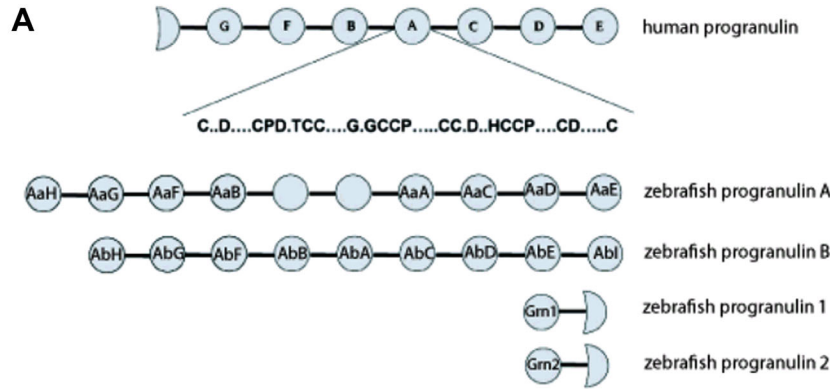 A
G F B A C D E human progranulin
C..D....CPD.TCC....G.GCCP.....CC.D..HCCP....CD.....C
AaH AaG AaF AaB AaA AaC AaD AaE zebrafish progranulin A
AbH AbG AbF AbB AbA AbC AbD AbE AbI zebrafish progranulin B
Grn1 zebrafish progranulin 1
Grn2 zebrafish progranulin 2